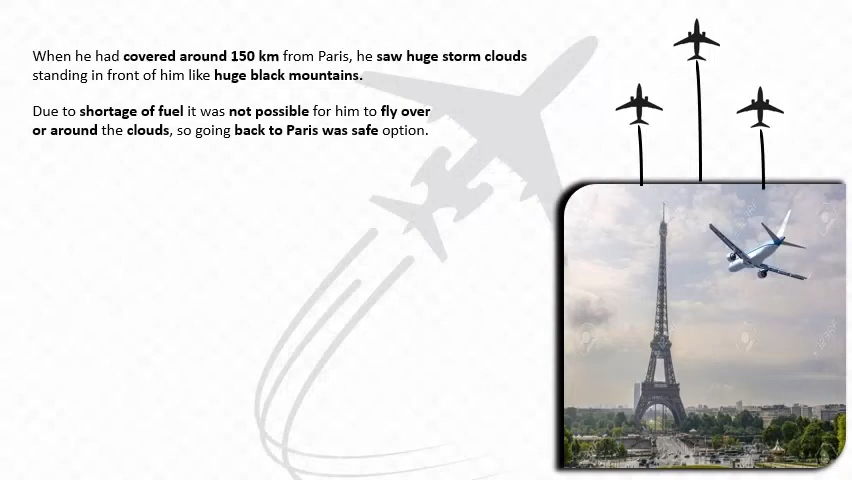 When he had covered around 150 km from Paris, he saw huge storm clouds
standing in front of him like huge black mountains.
Due to shortage of fuel it was not possible for him to fly over
or around the clouds, so going back to Paris was safe option.